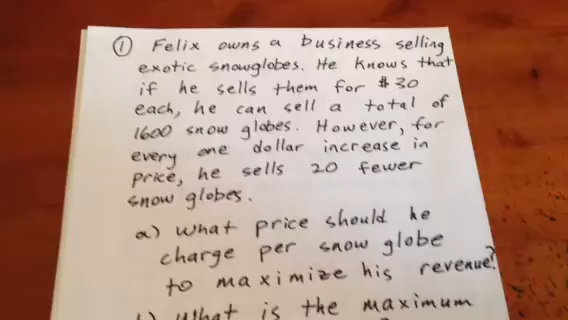 ① Felix owns a business selling
exotic snowglobes. He knows that
if he sells them for $30
each, he can sell a total of
1600 snow globes. However, for
every one dollar increase in
price, he sells 20 fewer
snow globes.
a) What price should he
charge per snow globe
to maximize his revenue?
b) What is the maximum